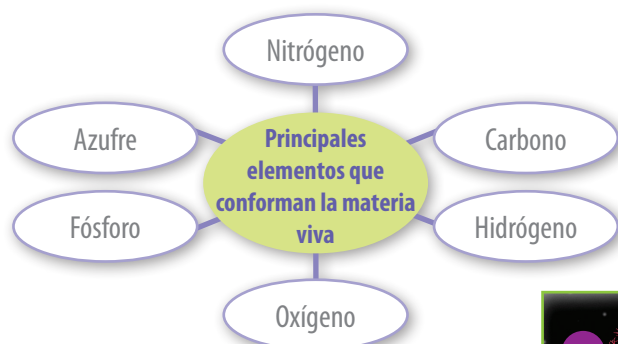 Nitrógeno
Azufre
Carbono
Principales
elementos que
conforman la materia
viva
Fósforo
Hidrógeno
Oxígeno